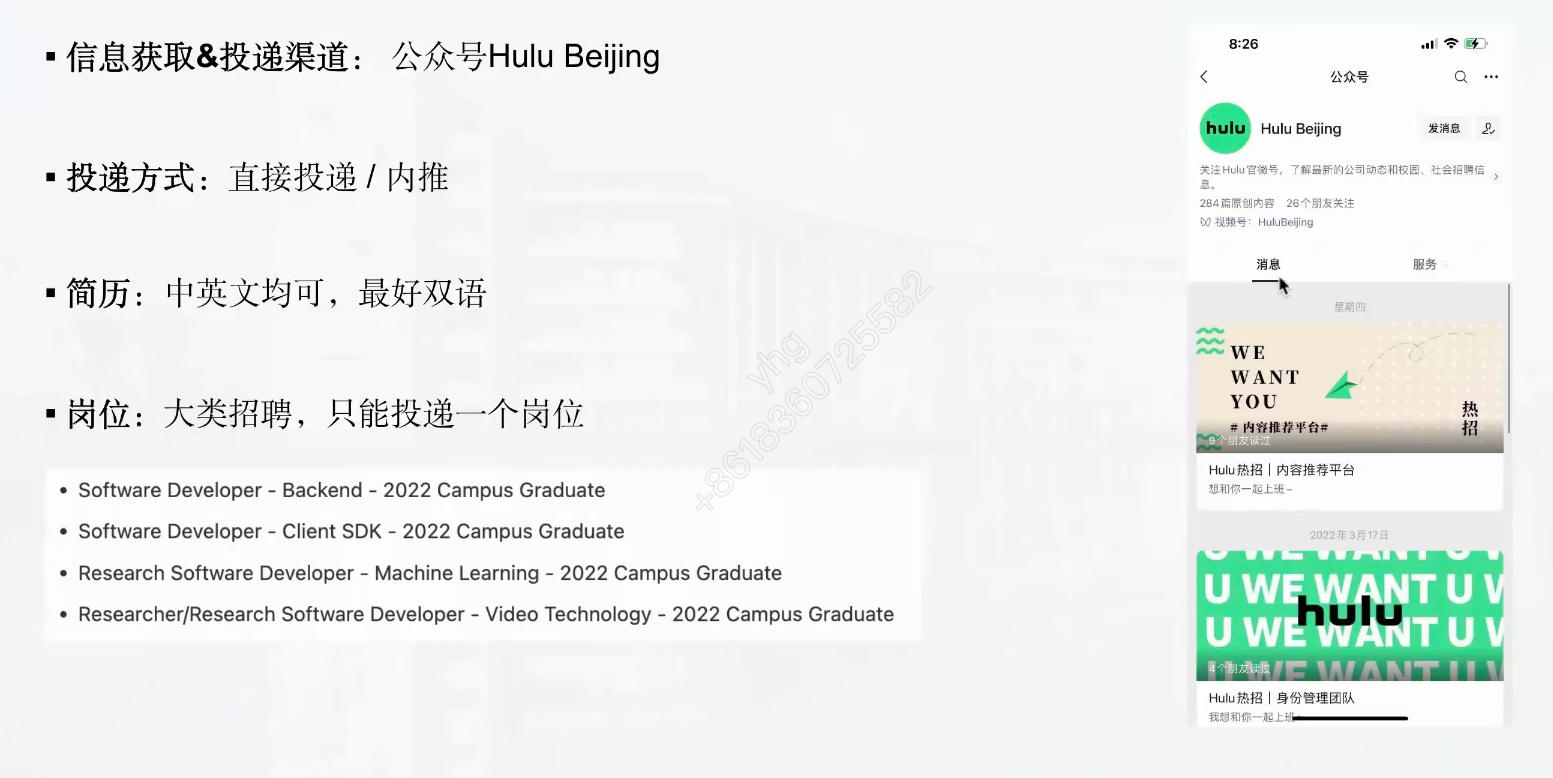 ▪ 信息获取&投递渠道： 公众号Hulu Beijing
▪ 投递方式：直接投递 / 内推
▪ 简历：中英文均可，最好双语
▪ 岗位：大类招聘，只能投递一个岗位
• Software Developer - Backend - 2022 Campus Graduate
• Software Developer - Client SDK - 2022 Campus Graduate
• Research Software Developer - Machine Learning - 2022 Campus Graduate
• Researcher/Research Software Developer - Video Technology - 2022 Campus Graduate
yhg
+8618360725582
8:26
公众号
hulu
Hulu Beijing
发消息
关注Hulu官微号，了解最新的公司动态和校园、社会招聘信
息。
284篇原创内容 26个朋友关注
视频号：HuluBeijing
消息 服务
星期四
WE
WANT
YOU
# 内容推荐平台#
热
招
9个朋友读过
Hulu热招｜内容推荐平台
想和你一起上班~
2022年3月17日
U WE WANT U W
U WE WANT U W
hulu
U WE WANT U W
U WE WANT U W
4个朋友读过
Hulu热招｜身份管理团队
我想和你一起上班